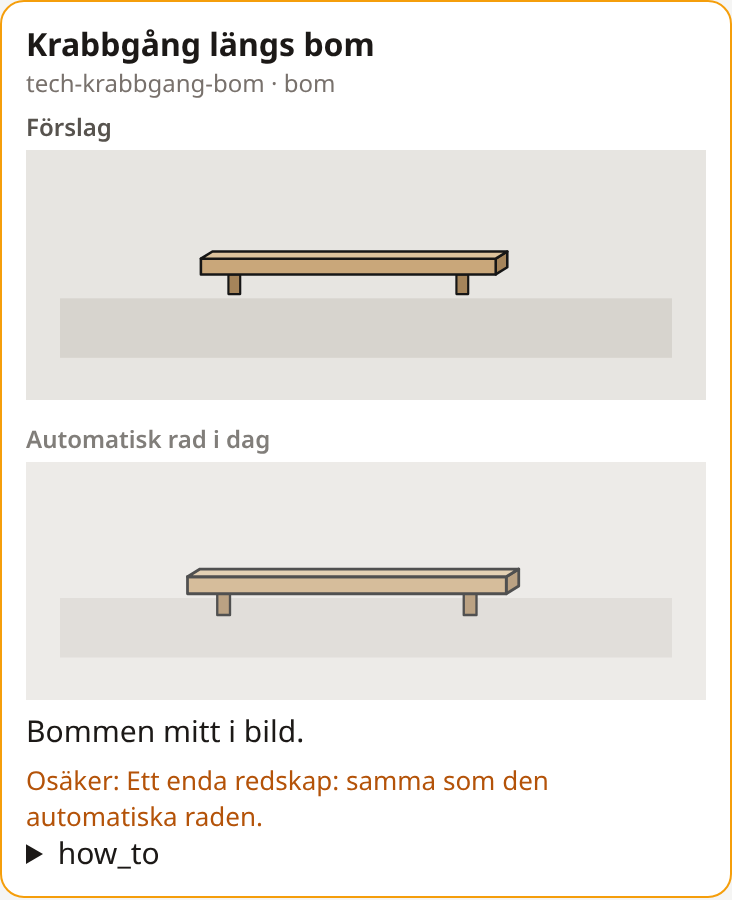 Krabbgång längs bom
tech-krabbgang-bom · bom
Förslag
Automatisk rad i dag
Bommen mitt i bild.
Osäker: Ett enda redskap: samma som den
automatiska raden.
how_to